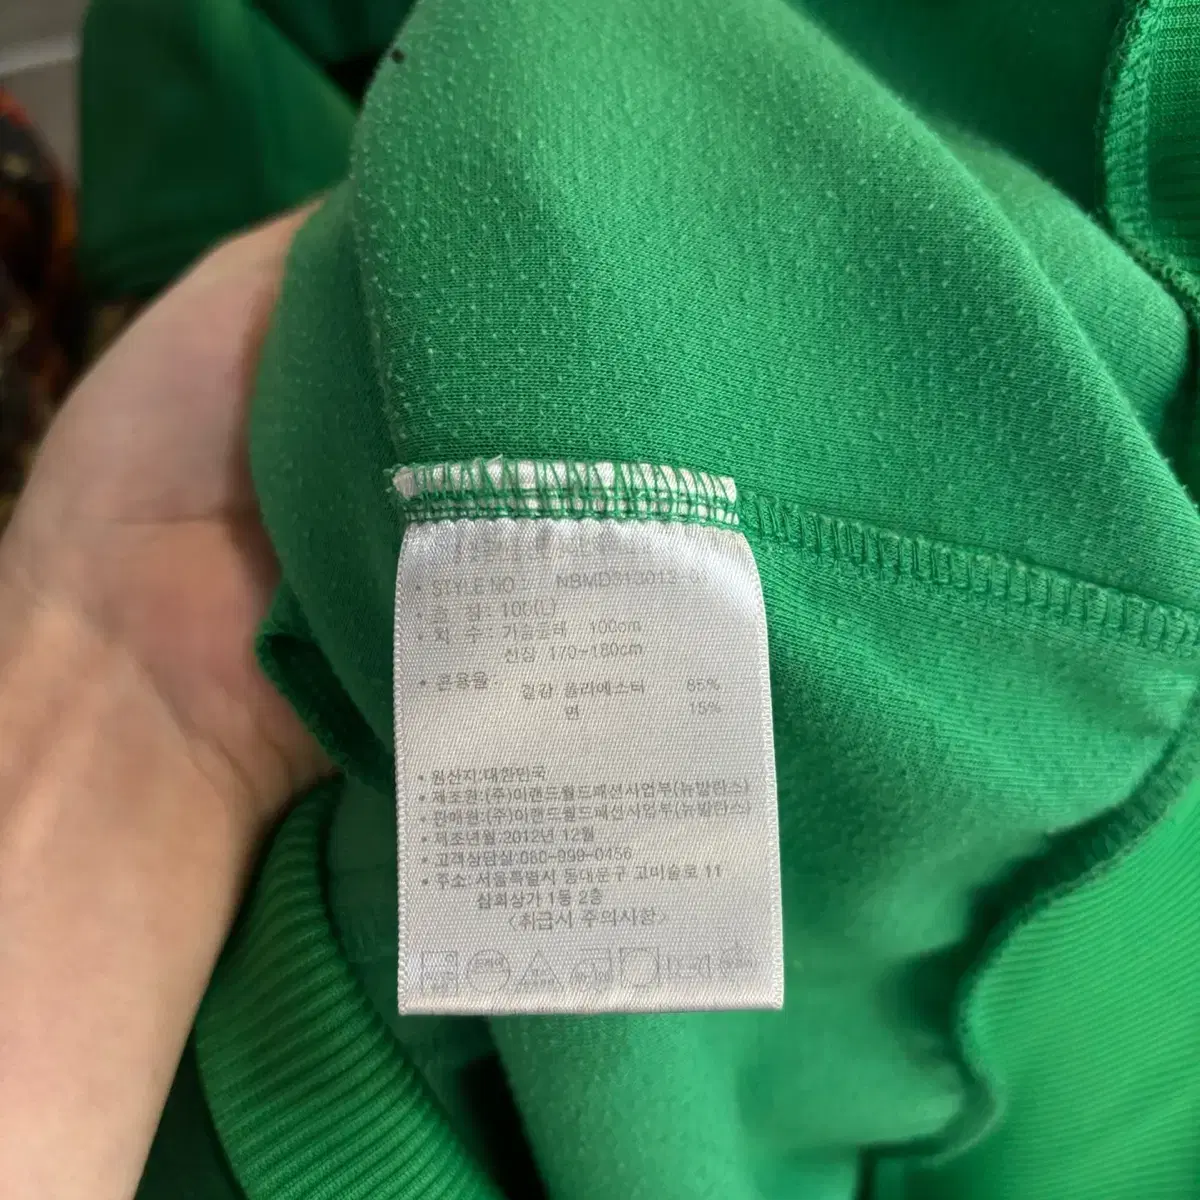 • STYLE NO : NBMD313013-01
• 호 칭 : 100(L)
• 치 수 : 가슴둘레 100cm
신장 170-180cm
• 혼용율 : 겉감 폴리에스터 85%
면 15%
• 원산지:대한민국
• 제조원:(주)이랜드월드패션사업부(뉴발란스)
• 판매원:(주)이랜드월드패션사업부(뉴발란스)
• 제조년월 2012년 12월
• 고객상담실:080-999-0456
• 주소: 서울특별시 동대문구 고미술로 11
삼희상가 1동 2층
<취급시 주의사항>